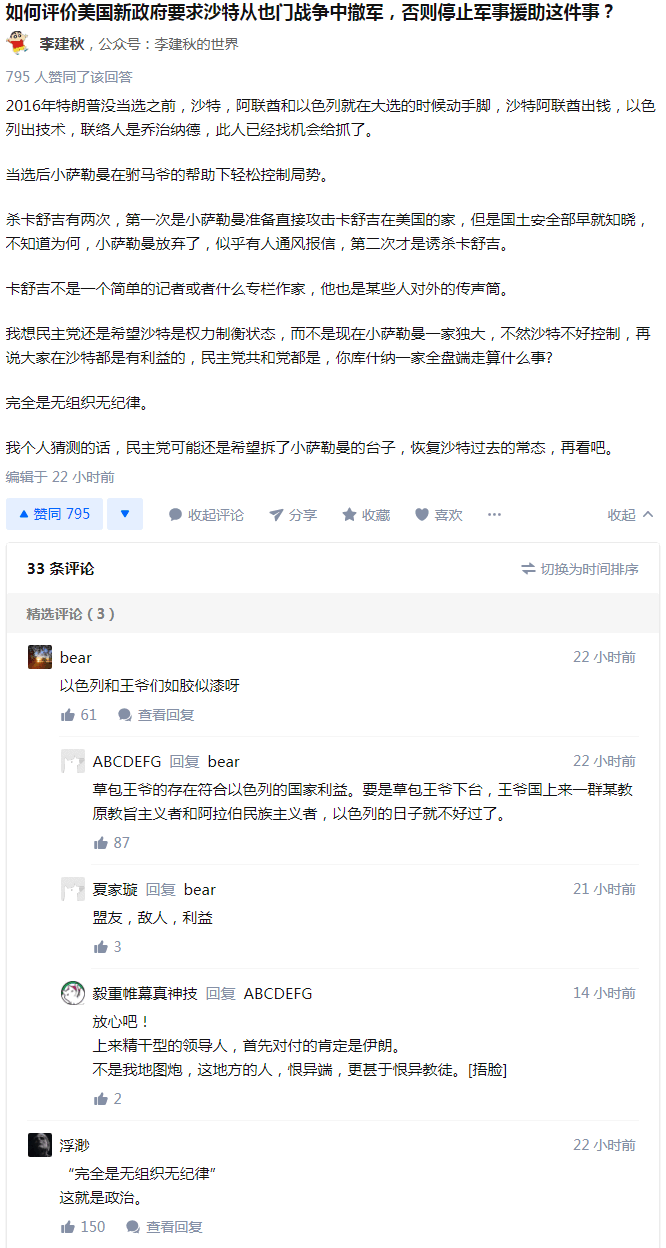 如何评价美国新政府要求沙特从也门战争中撤军，否则停止军事援助这件事？
李建秋，公众号：李建秋的世界
795 人赞同了该回答
2016年特朗普没当选之前，沙特，阿联酋和以色列就在大选的时候动手脚，沙特阿联酋出钱，以色
列出技术，联络人是乔治纳德，此人已经找机会给抓了。
当选后小萨勒曼在驸马爷的帮助下轻松控制局势。
杀卡舒吉有两次，第一次是小萨勒曼准备直接攻击卡舒吉在美国的家，但是国土安全部早就知晓，
不知道为何，小萨勒曼放弃了，似乎有人通风报信，第二次才是诱杀卡舒吉。
卡舒吉不是一个简单的记者或者什么专栏作家，他也是某些人对外的传声筒。
我想民主党还是希望沙特是权力制衡状态，而不是现在小萨勒曼一家独大，不然沙特不好控制，再
说大家在沙特都是有利益的，民主党共和党都是，你库什纳一家全盘端走算什么事?
完全是无组织无纪律。
我个人猜测的话，民主党可能还是希望拆了小萨勒曼的台子，恢复沙特过去的常态，再看吧。
编辑于 22 小时前
赞同 795 收起评论 分享 收藏 喜欢 ··· 收起
33 条评论 切换为时间排序
精选评论（3）
bear 22 小时前
以色列和王爷们如胶似漆呀
61 查看回复
ABCDEFG 回复 bear 22 小时前
草包王爷的存在符合以色列的国家利益。要是草包王爷下台，王爷国上来一群某教
原教旨主义者和阿拉伯民族主义者，以色列的日子就不好过了。
87
夏家璇 回复 bear 21 小时前
盟友，敌人，利益
3
毅重帷幕真神技 回复 ABCDEFG 14 小时前
放心吧！
上来精干型的领导人，首先对付的肯定是伊朗。
不是我地图炮，这地方的人，恨异端，更甚于恨异教徒。[捂脸]
2
浮渺 22 小时前
“完全是无组织无纪律”
这就是政治。
150 查看回复